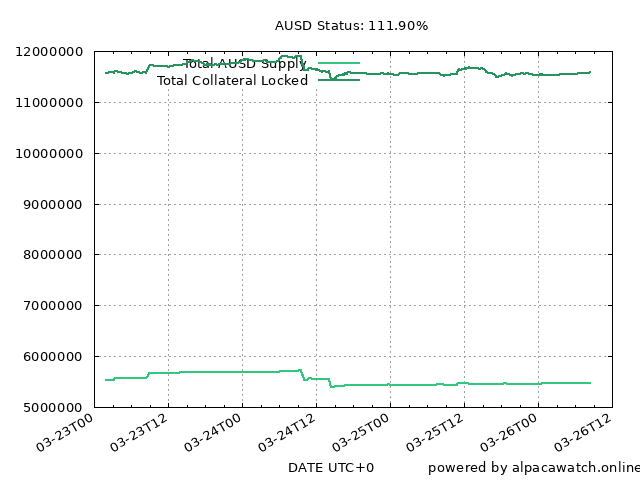 AUSD Status: 111.90%
12000000
11000000
10000000
9000000
8000000
7000000
6000000
5000000
Total AUSD Supply
Total Collateral Locked
03-23T00
03-23T12
03-24T00
03-24T12
03-25T00
03-25T12
03-26T00
03-26T12
DATE UTC+0
powered by alpacawatch.online